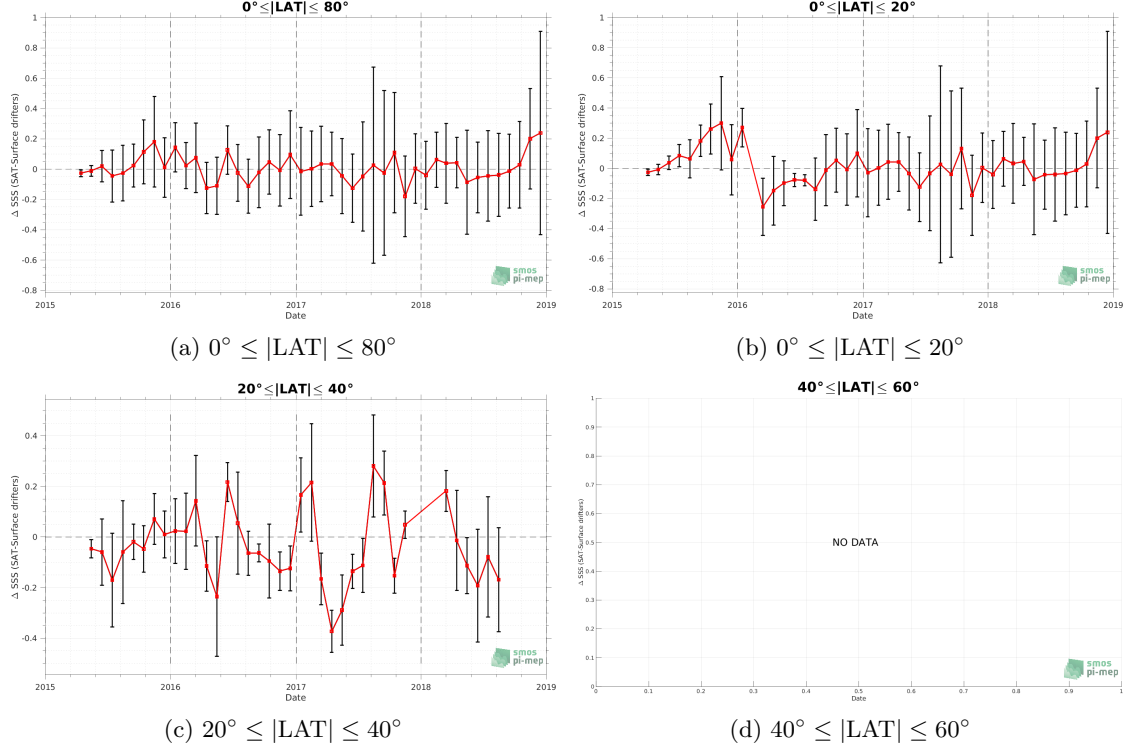 0°≤|LAT|≤ 80°
Δ SSS (SAT-Surface drifters)
1
0.8
0.6
0.4
0.2
0
-0.2
-0.4
-0.6
-0.8
2015
2016
2017
2018
2019
Date
smos
pi-mep
(a) 0° ≤ |LAT| ≤ 80°
0°≤|LAT|≤ 20°
Δ SSS (SAT-Surface drifters)
1
0.8
0.6
0.4
0.2
0
-0.2
-0.4
-0.6
-0.8
2015
2016
2017
2018
2019
Date
smos
pi-mep
(b) 0° ≤ |LAT| ≤ 20°
20°≤|LAT|≤ 40°
Δ SSS (SAT-Surface drifters)
0.4
0.2
0
-0.2
-0.4
2015
2016
2017
2018
2019
Date
smos
pi-mep
(c) 20° ≤ |LAT| ≤ 40°
40°≤|LAT|≤ 60°
Δ SSS (SAT-Surface drifters)
1
0.9
0.8
0.7
0.6
0.5
0.4
0.3
0.2
0.1
0
NO DATA
0
0.1
0.2
0.3
0.4
0.5
0.6
0.7
0.8
0.9
1
Date
smos
pi-mep
(d) 40° ≤ |LAT| ≤ 60°